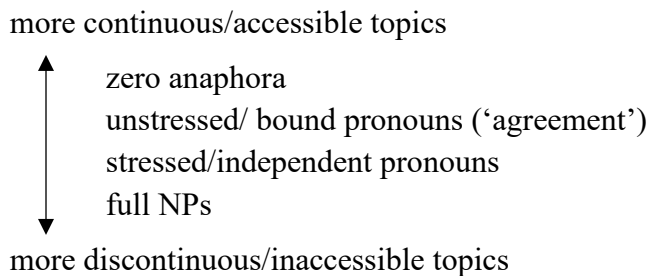 more continuous/accessible topics
zero anaphora
unstressed/ bound pronouns (‘agreement’)
stressed/independent pronouns
full NPs
more discontinuous/inaccessible topics